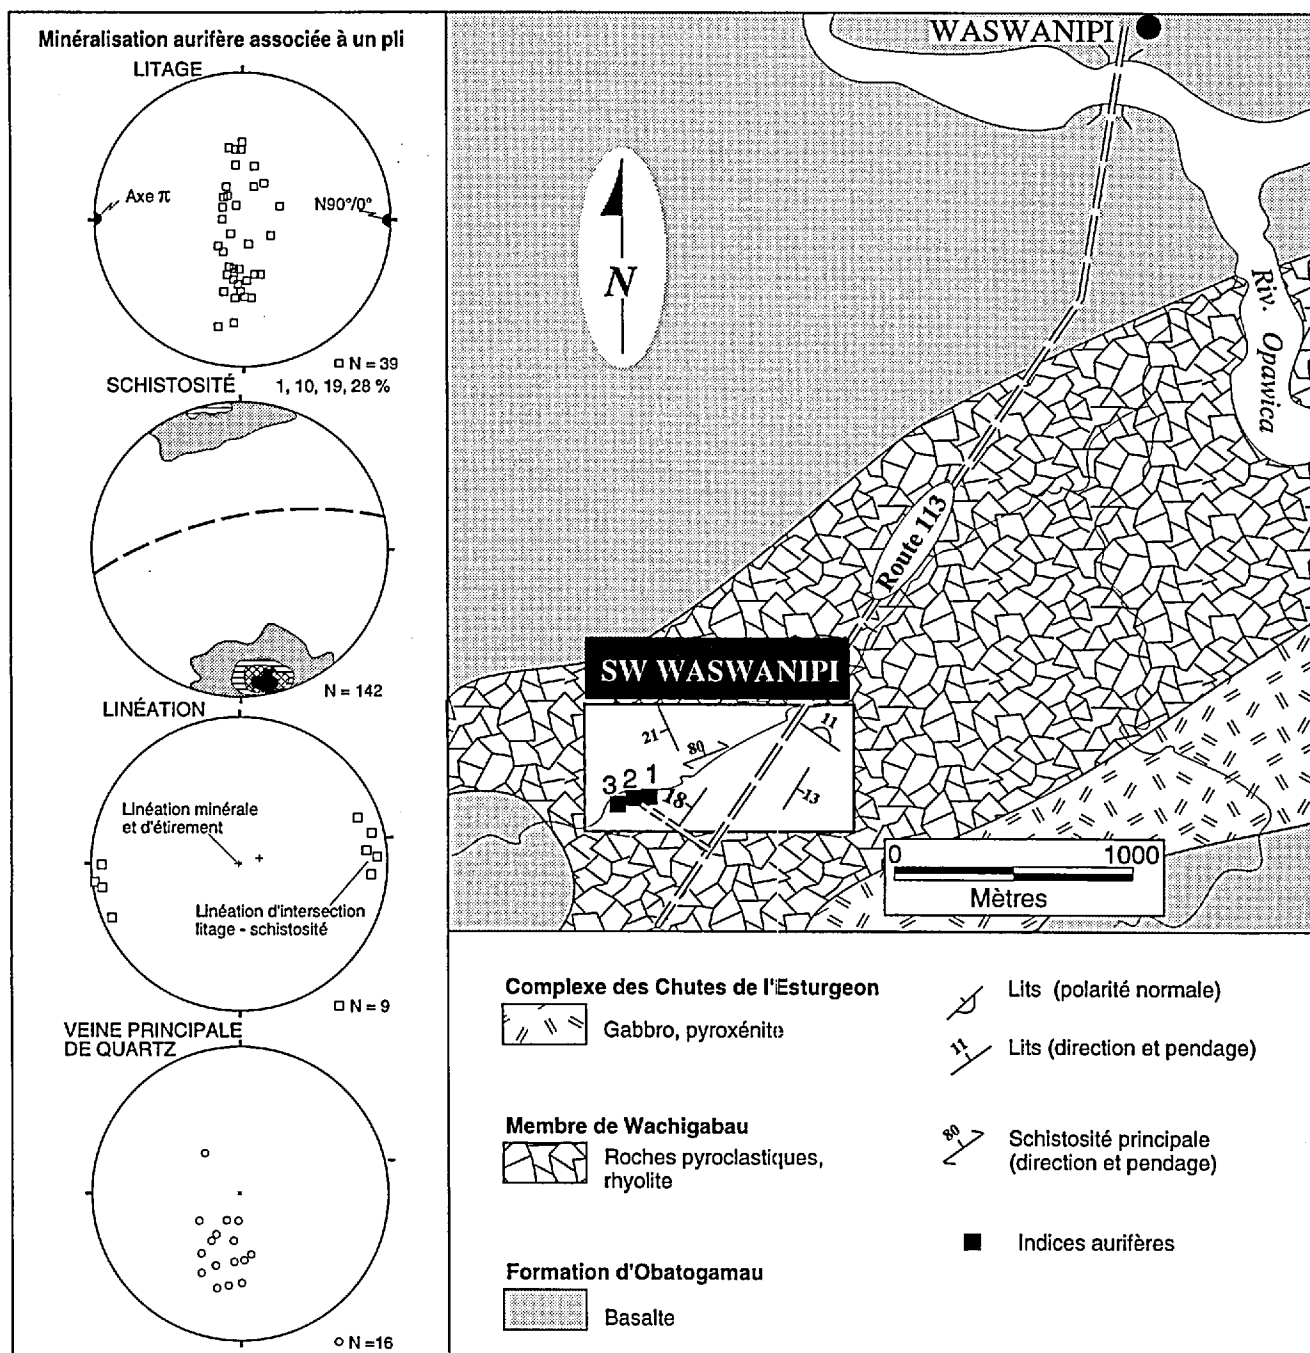 Minéralisation aurifère associée à un pli
LITAGE
Axe π
N90°/0°
N = 39
SCHISTOSITÉ
1, 10, 19, 28 %
N = 142
LINÉATION
Linéation minérale
et d'étirement
Linéation d'intersection
litage - schistosité
N = 9
VEINE PRINCIPALE
DE QUARTZ
N =16
WASWANIPI
N
Riv. Opawica
Route 113
SW WASWANIPI
21
80
11
3 2 1
18
13
0 1000
Mètres
Complexe des Chutes de l'Esturgeon
Gabbro, pyroxénite
Membre de Wachigabau
Roches pyroclastiques,
rhyolite
Formation d'Obatogamau
Basalte
Lits (polarité normale)
11
Lits (direction et pendage)
80
Schistosité principale
(direction et pendage)
Indices aurifères